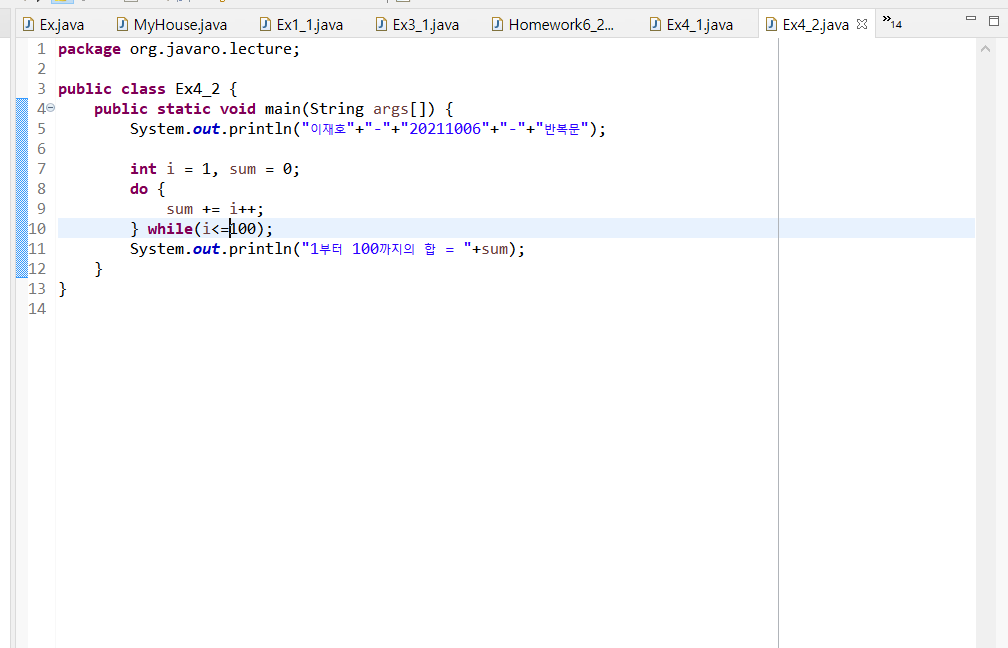 Ex.java MyHouse.java Ex1_1.java Ex3_1.java Homework6_2... Ex4_1.java Ex4_2.java »14
1 package org.javaro.lecture;
2
3 public class Ex4_2 {
4 public static void main(String args[]) {
5 System.out.println("이재호"+"-"+"20211006"+"-"+"반복문");
6
7 int i = 1, sum = 0;
8 do {
9 sum += i++;
10 } while(i<=100);
11 System.out.println("1부터 100까지의 합 = "+sum);
12 }
13 }
14